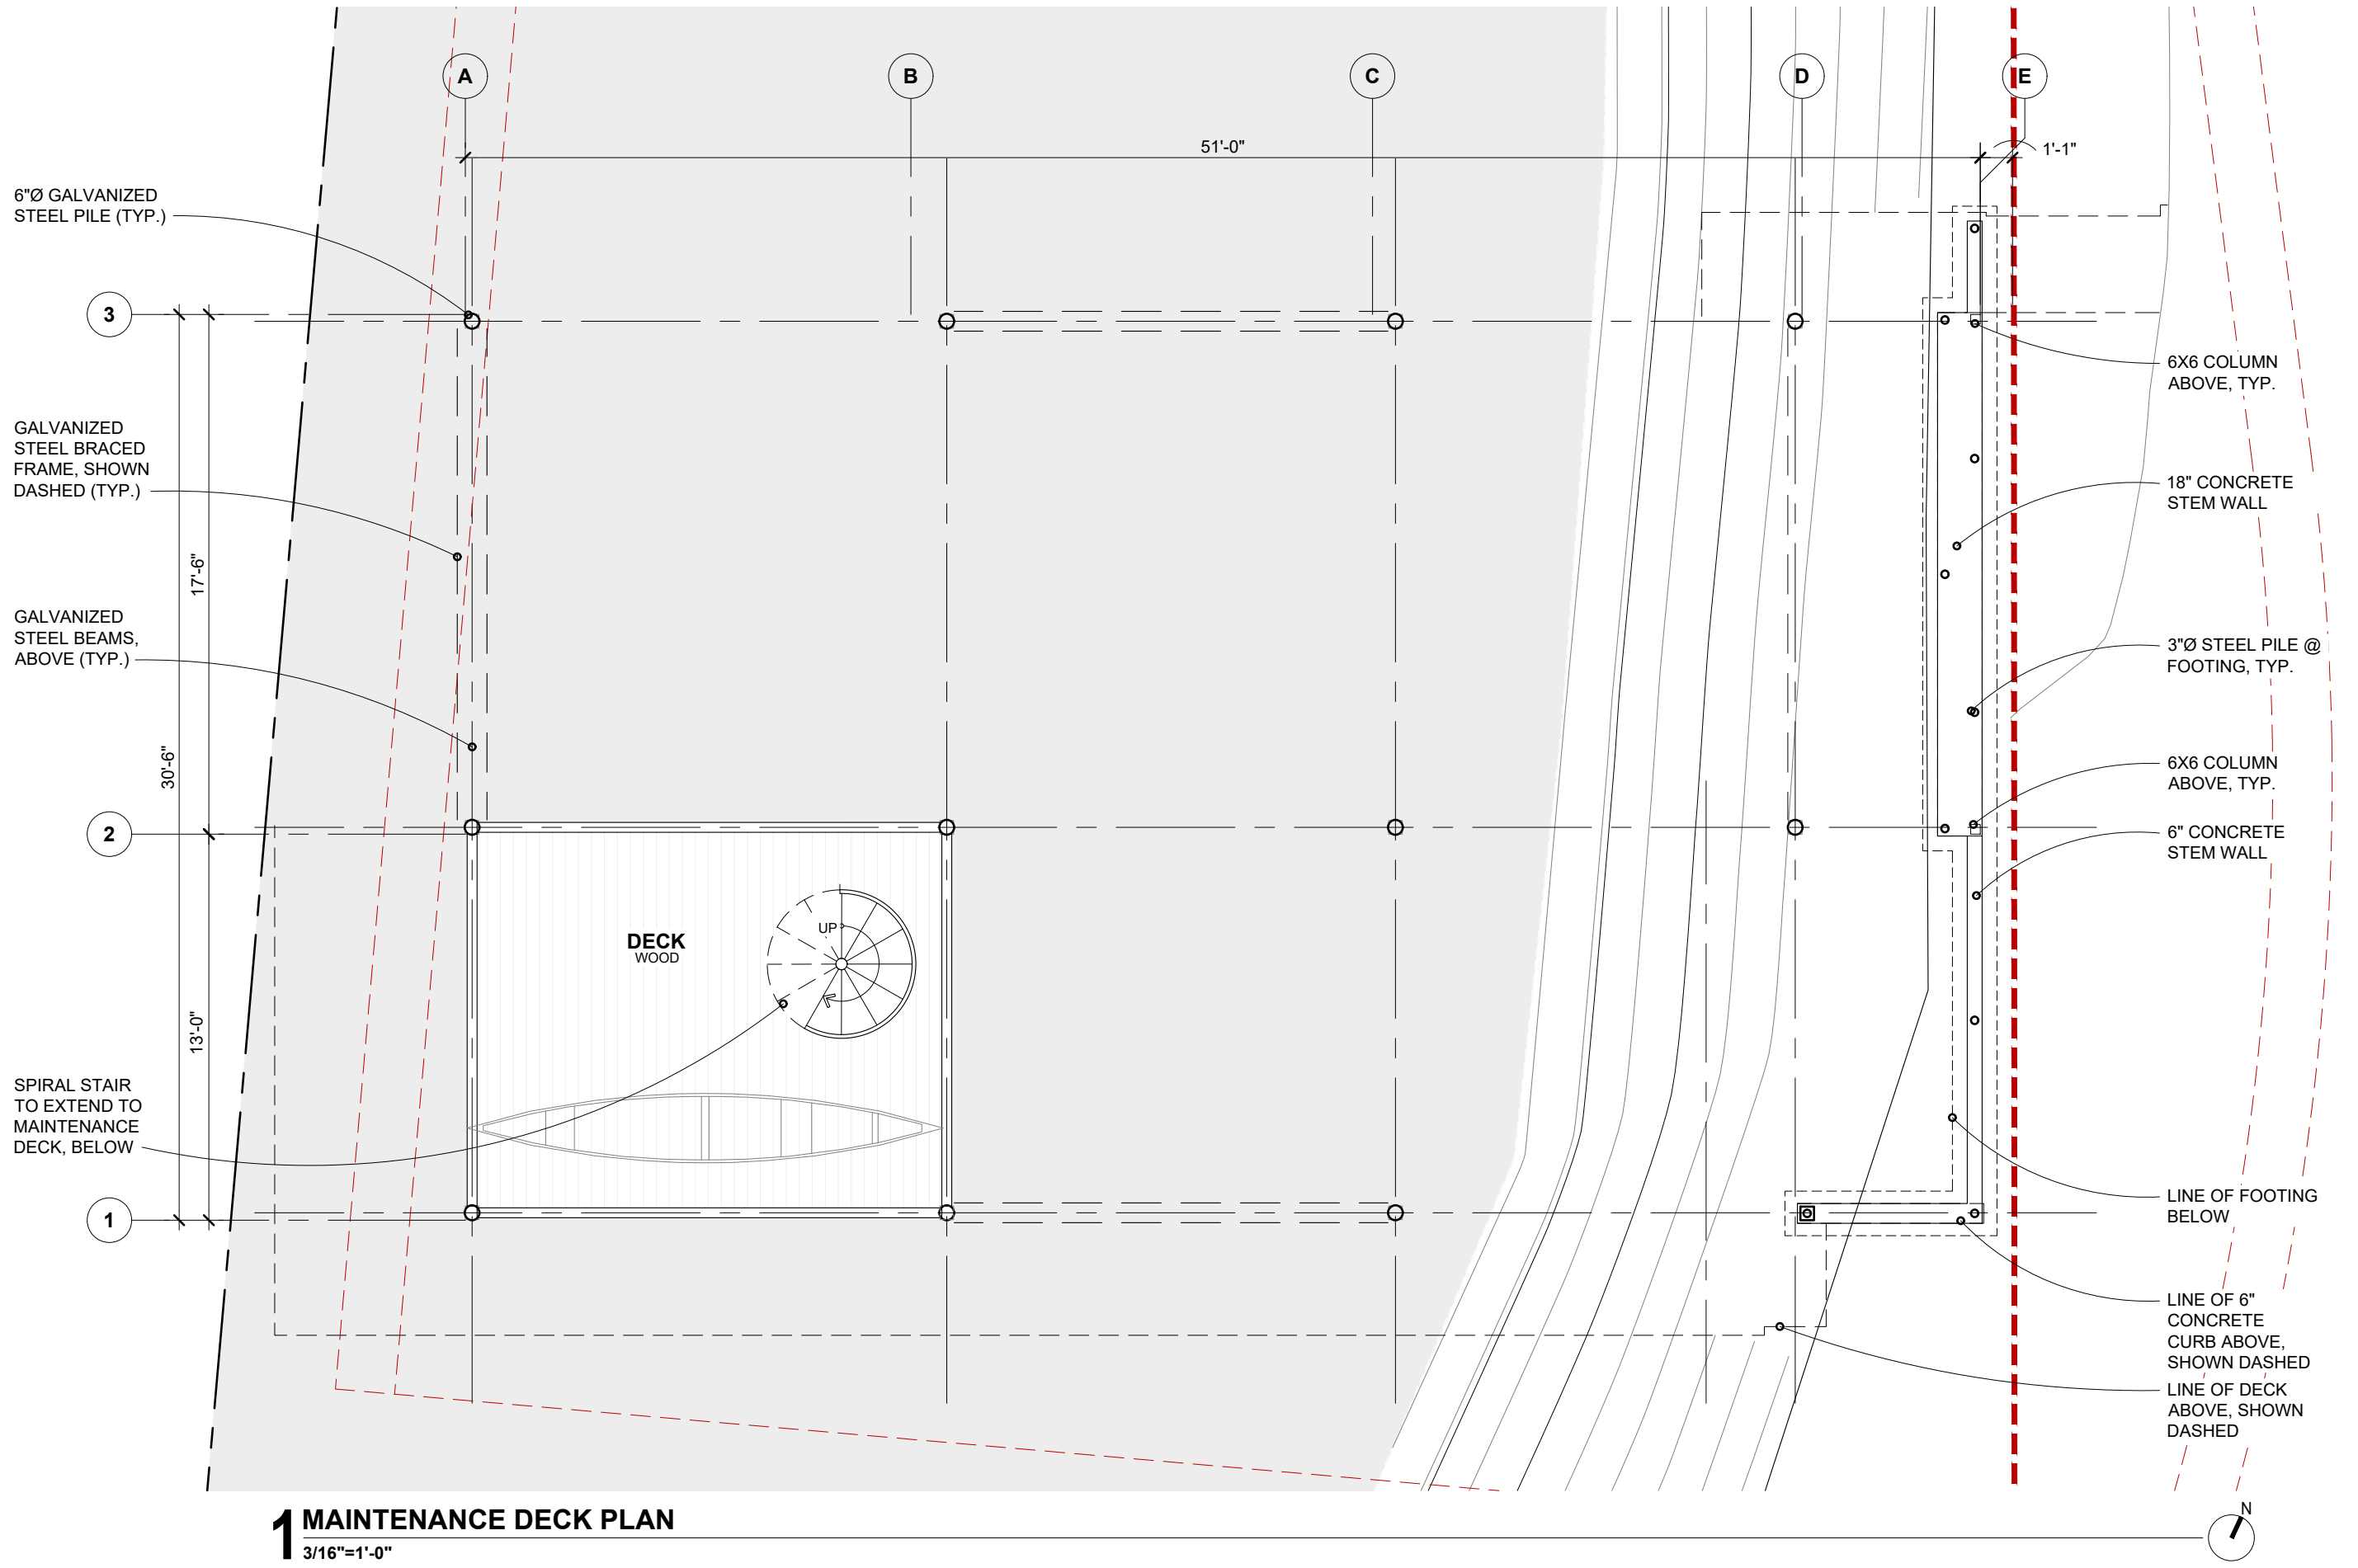 A
B
C
D
E
51'-0"
1'-1"
6"Ø GALVANIZED
STEEL PILE (TYP.)
3
6X6 COLUMN
ABOVE, TYP.
GALVANIZED
STEEL BRACED
FRAME, SHOWN
DASHED (TYP.)
18" CONCRETE
STEM WALL
17'-6"
GALVANIZED
STEEL BEAMS,
ABOVE (TYP.)
3"Ø STEEL PILE @
FOOTING, TYP.
30'-6"
6X6 COLUMN
ABOVE, TYP.
2
6" CONCRETE
STEM WALL
UP
DECK
WOOD
13'-0"
SPIRAL STAIR
TO EXTEND TO
MAINTENANCE
DECK, BELOW
LINE OF FOOTING
BELOW
1
LINE OF 6"
CONCRETE
CURB ABOVE,
SHOWN DASHED
LINE OF DECK
ABOVE, SHOWN
DASHED
1 MAINTENANCE DECK PLAN
3/16"=1'-0"
N